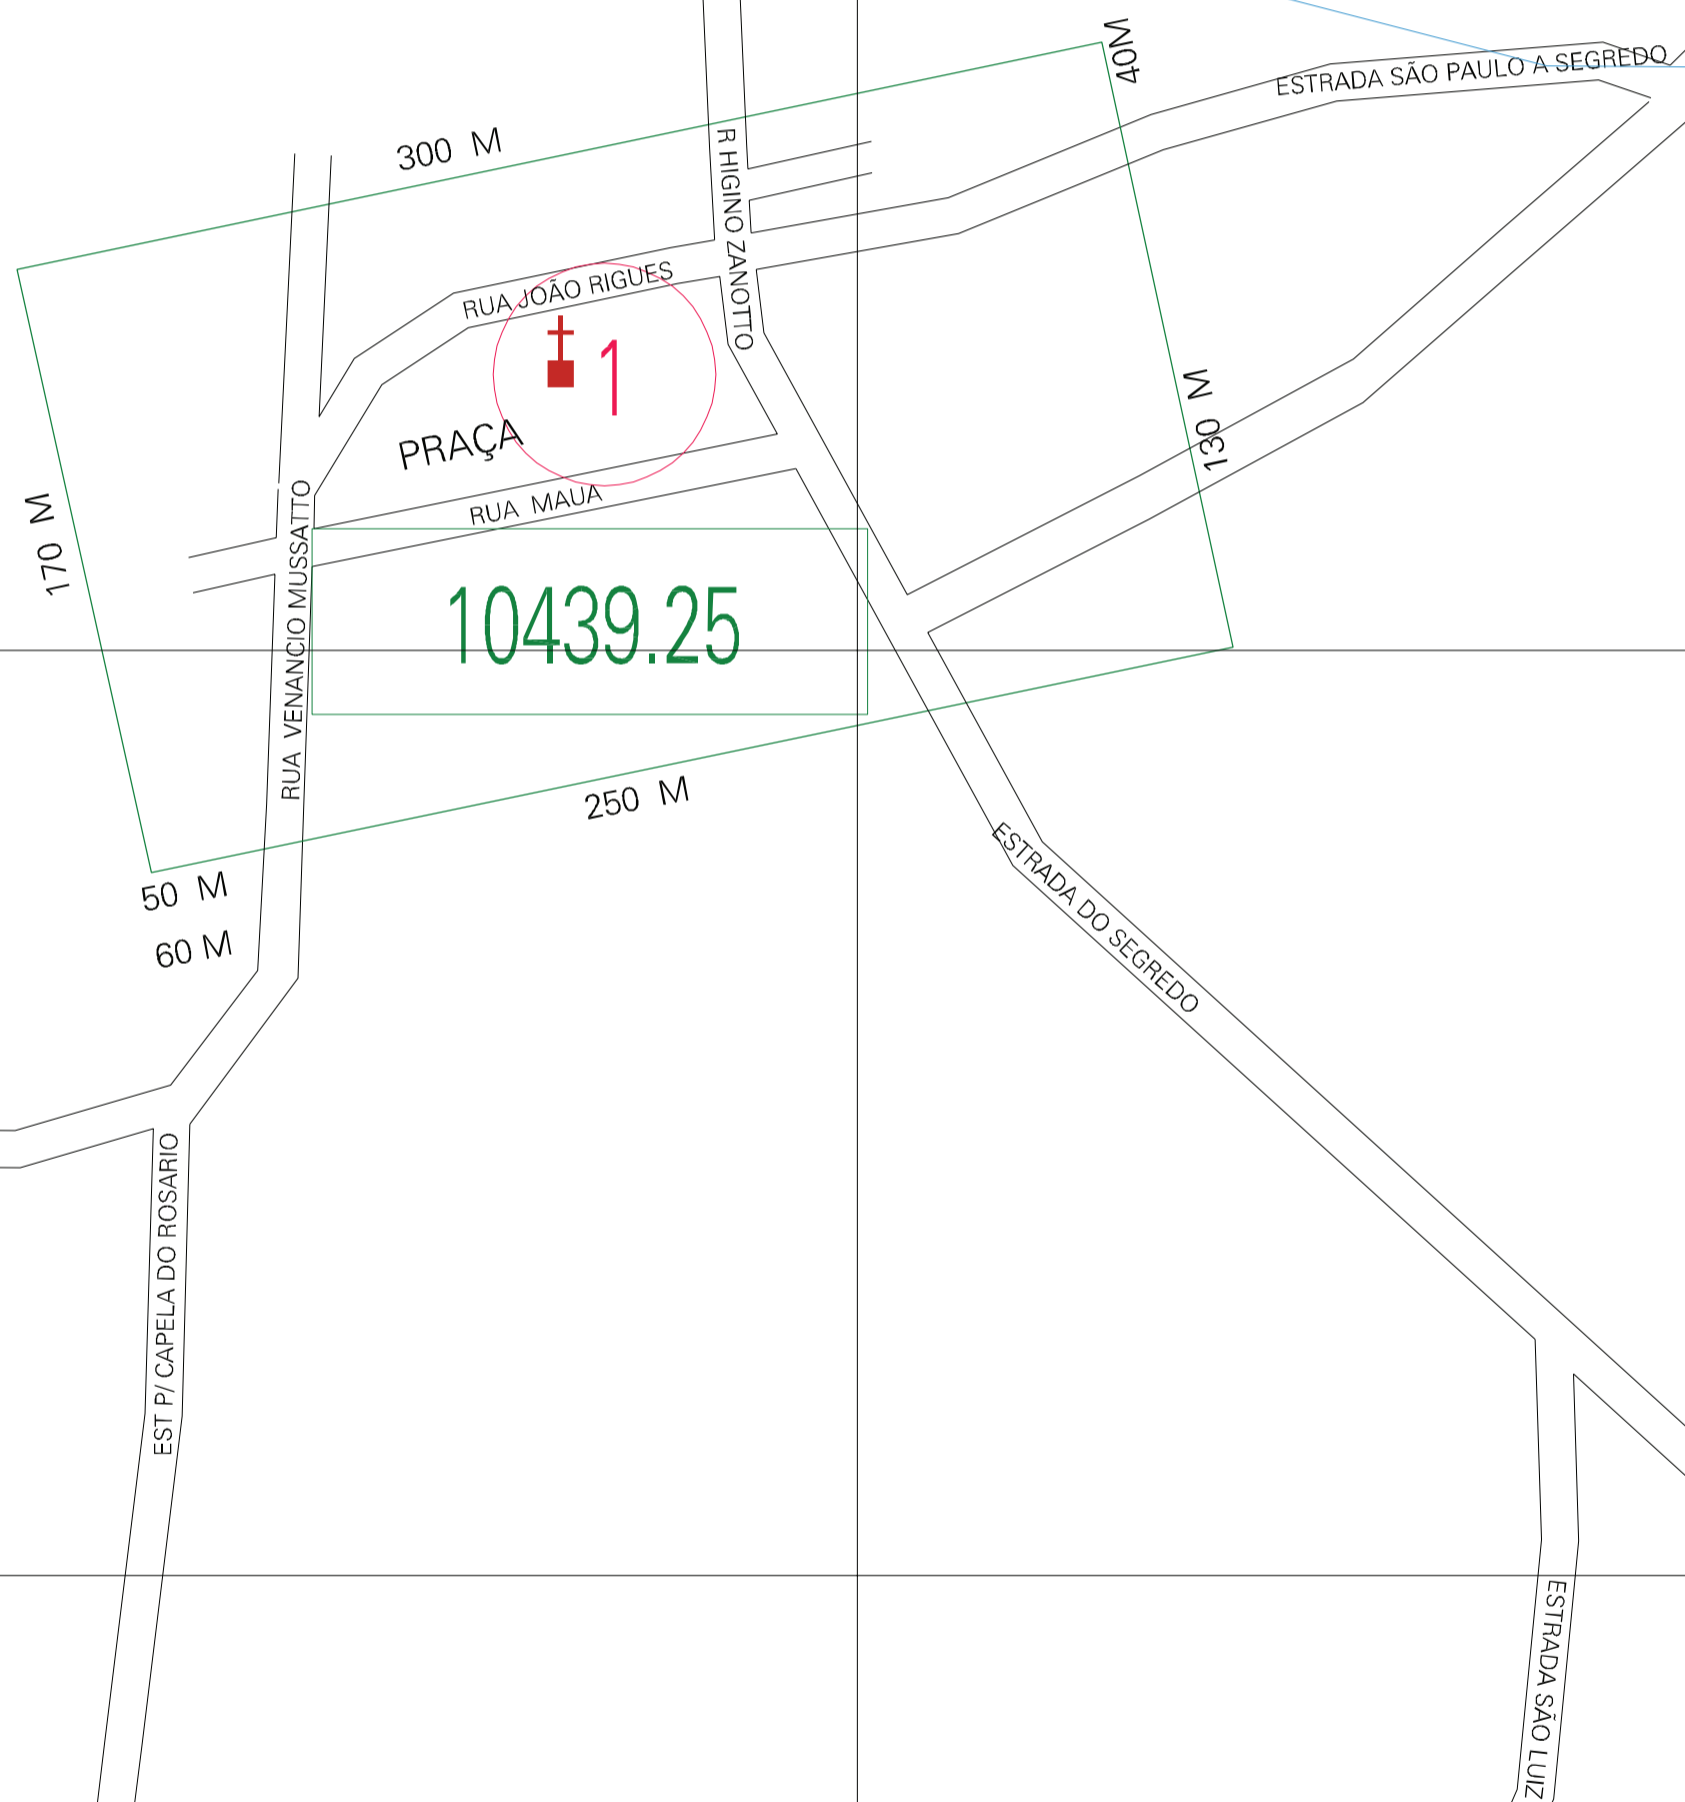 40M
ESTRADA SÃO PAULO A SEGREDO
300 M
R HIGINO ZANOTTO
RUA JOÃO RIGUES
1
PRAÇA
130 M
RUA MAUA
170 M
RUA VENANCIO MUSSATTO
10439.25
250 M
50 M
60 M
ESTRADA DO SEGREDO
EST P/ CAPELA DO ROSARIO
ESTRADA SÃO LUIZ